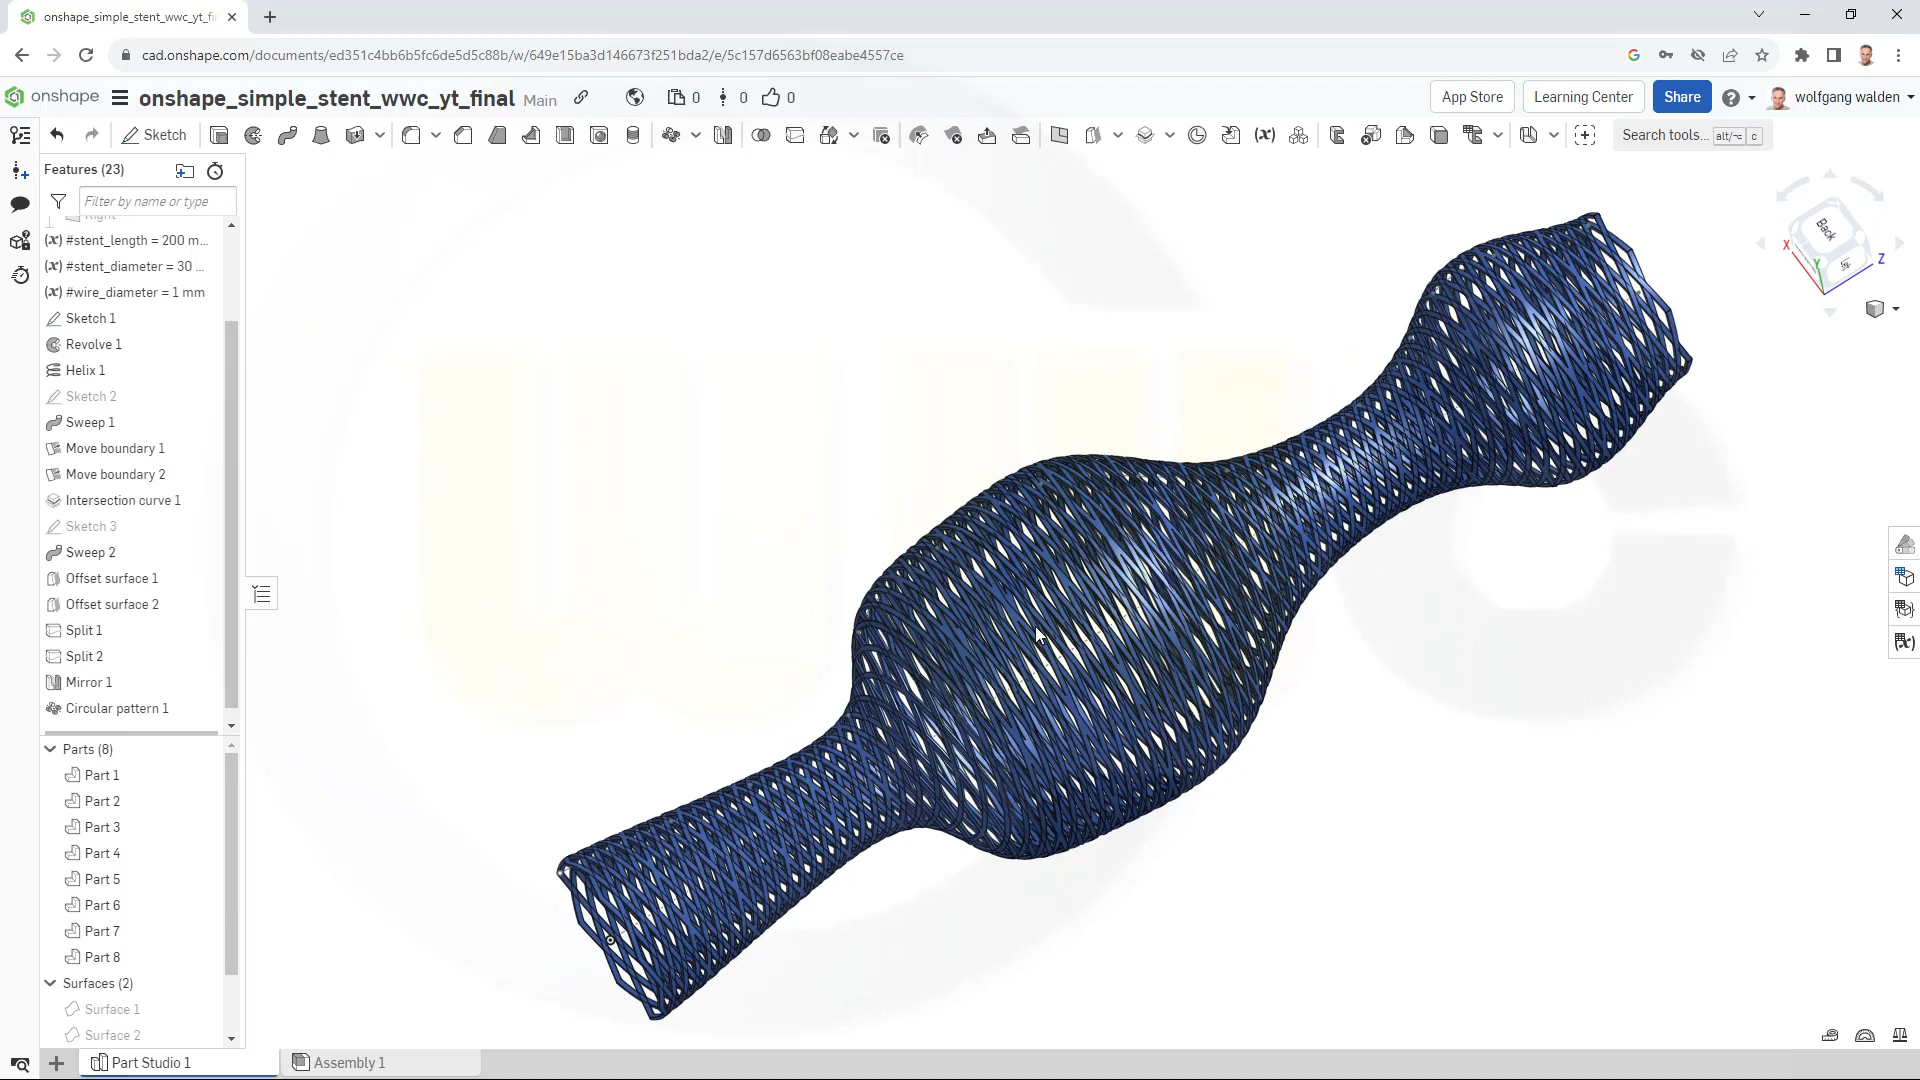 onshape_simple_stent_wwc_yt_fi
cad.onshape.com/documents/ed351c4bb6b5fc6de5d5c88b/w/649e15ba3d146673f251bda2/e/5c157d6563bf08eabe4557ce
onshape onshape_simple_stent_wwc_yt_final Main 0 0 0 App Store Learning Center Share wolfgang walden
Sketch Search tools... alt/⌥ c
Features (23)
Filter by name or type
Right
(x) #stent_length = 200 m...
(x) #stent_diameter = 30 ...
(x) #wire_diameter = 1 mm
Sketch 1
Revolve 1
Helix 1
Sketch 2
Sweep 1
Move boundary 1
Move boundary 2
Intersection curve 1
Sketch 3
Sweep 2
Offset surface 1
Offset surface 2
Split 1
Split 2
Mirror 1
Circular pattern 1
Parts (8)
Part 1
Part 2
Part 3
Part 4
Part 5
Part 6
Part 7
Part 8
Surfaces (2)
Surface 1
Surface 2
Part Studio 1
Assembly 1
Back
X
Y
Z
wwc